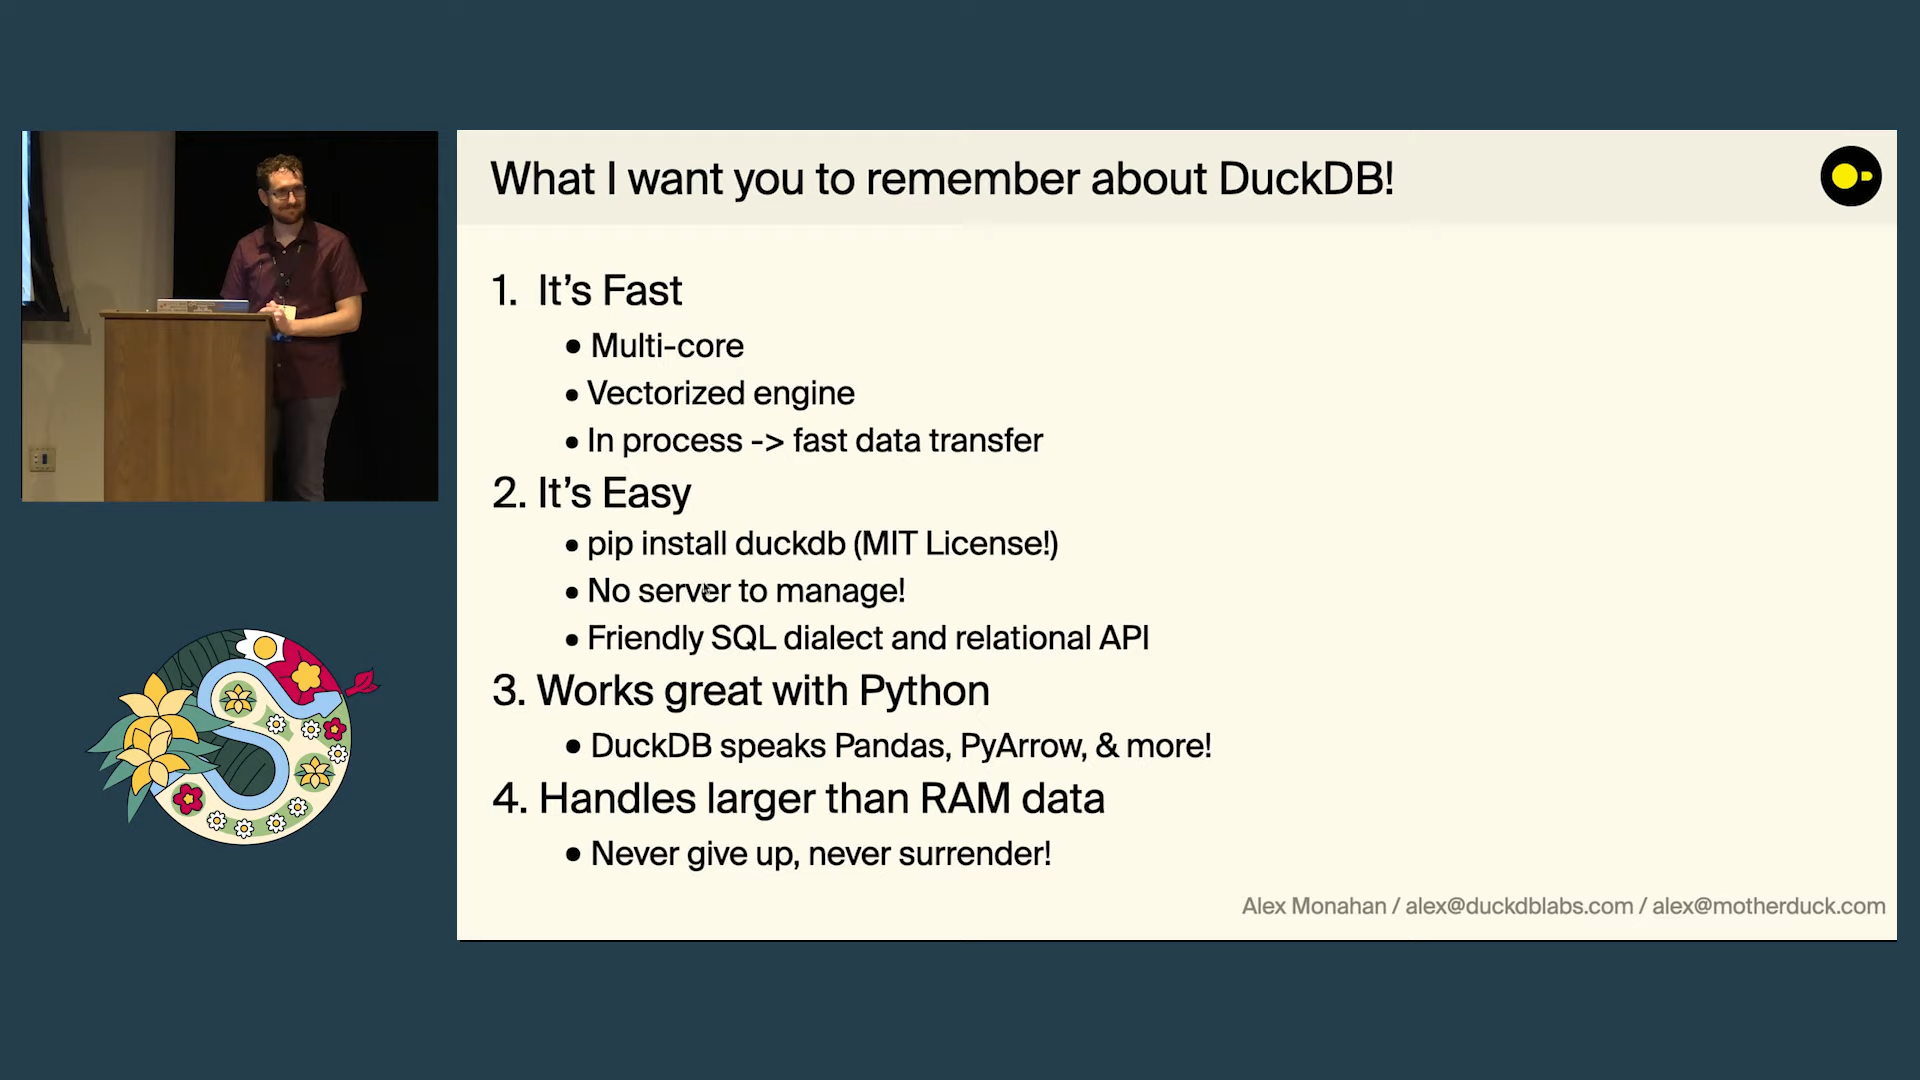 What I want you to remember about DuckDB!
1. It's Fast
• Multi-core
• Vectorized engine
• In process -> fast data transfer
2. It's Easy
• pip install duckdb (MIT License!)
• No server to manage!
• Friendly SQL dialect and relational API
3. Works great with Python
• DuckDB speaks Pandas, PyArrow, & more!
4. Handles larger than RAM data
• Never give up, never surrender!
Alex Monahan / alex@duckdblabs.com / alex@motherduck.com